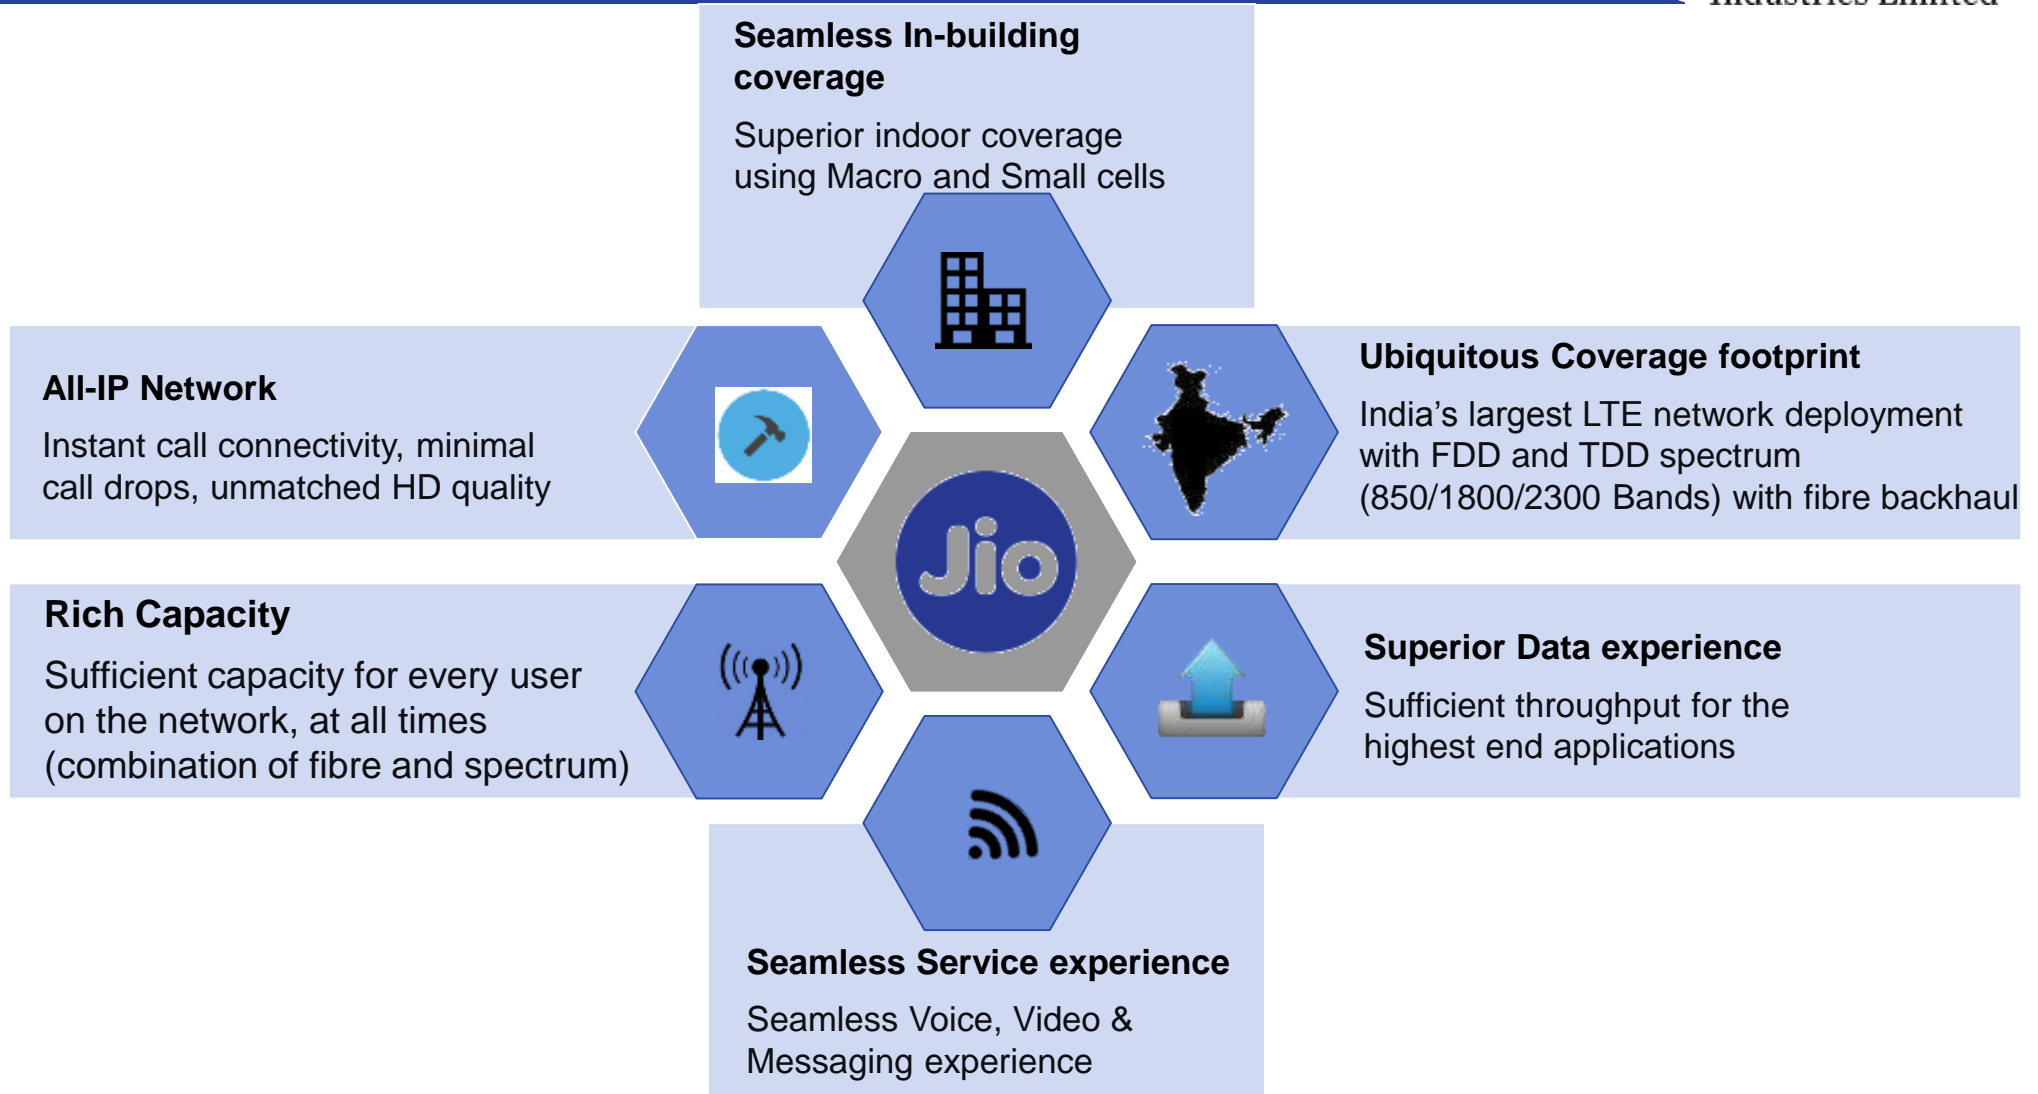 Industries Limited
Seamless In-building
coverage
Superior indoor coverage
using Macro and Small cells
All-IP Network
Instant call connectivity, minimal
call drops, unmatched HD quality
Ubiquitous Coverage footprint
India’s largest LTE network deployment
with FDD and TDD spectrum
(850/1800/2300 Bands) with fibre backhaul
Jio
Rich Capacity
Sufficient capacity for every user
on the network, at all times
(combination of fibre and spectrum)
Superior Data experience
Sufficient throughput for the
highest end applications
Seamless Service experience
Seamless Voice, Video &
Messaging experience